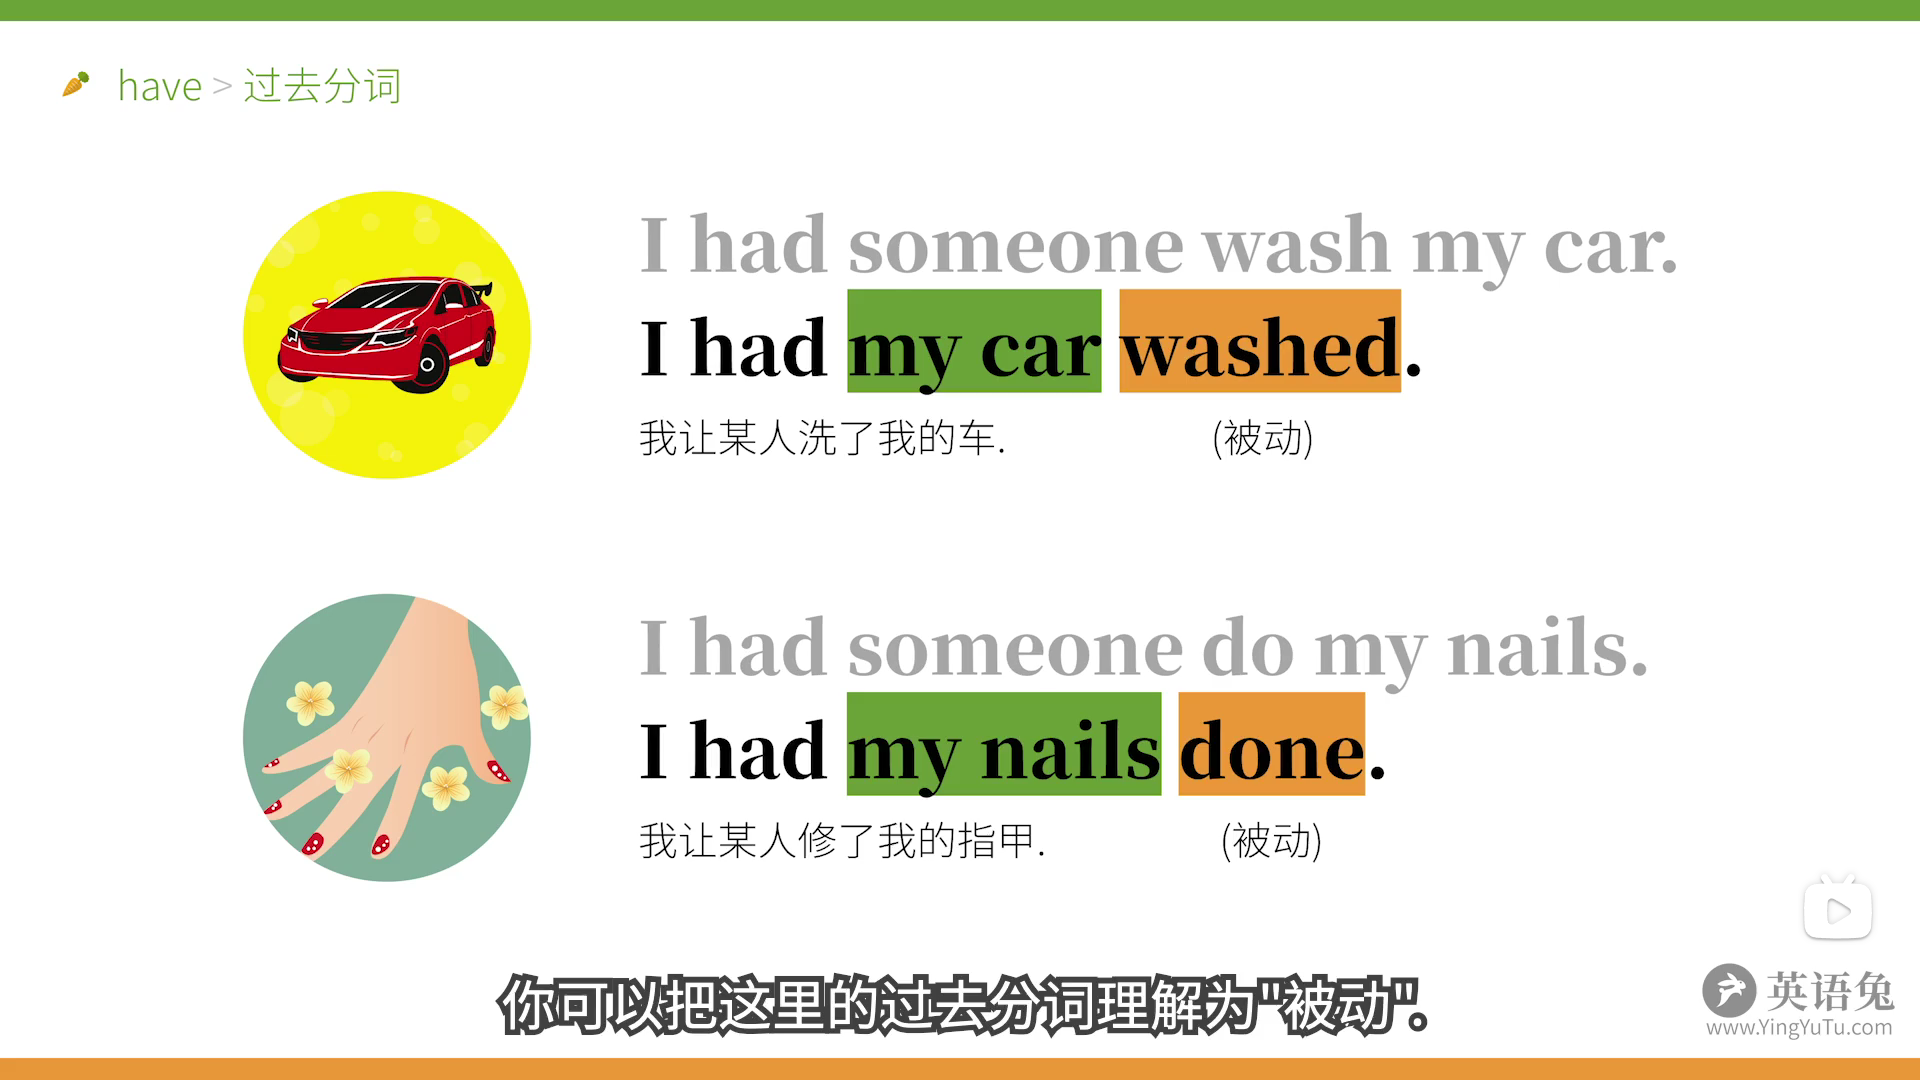 have > 过去分词
I had someone wash my car.
I had my car washed.
我让某人洗了我的车. (被动)
I had someone do my nails.
I had my nails done.
我让某人修了我的指甲. (被动)
你可以把这里的过去分词理解为"被动"。
英语兔
www.YingYuTu.com